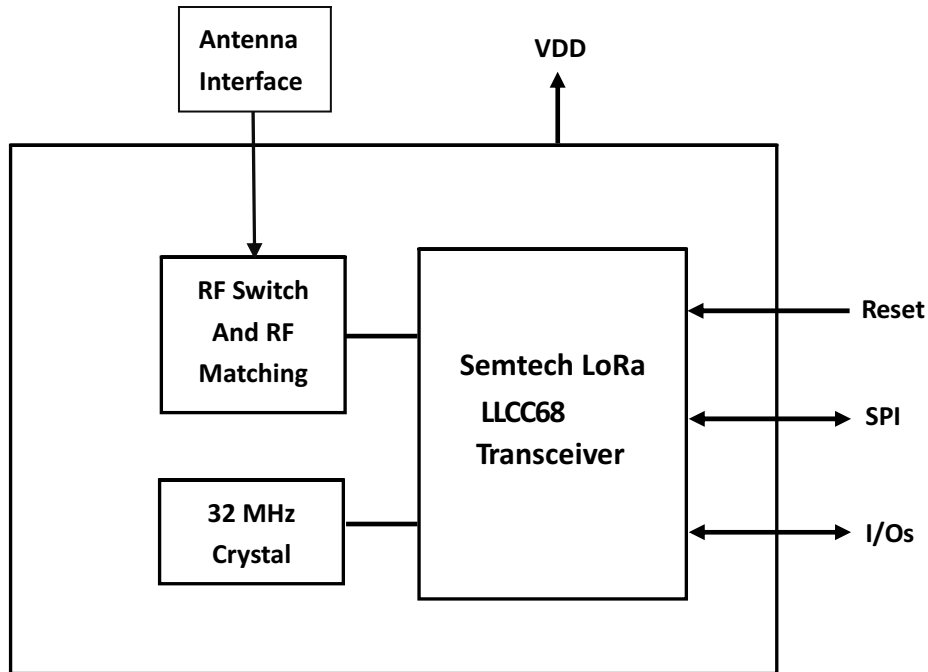 Antenna
Interface
VDD
RF Switch
And RF
Matching
Semtech LoRa
LLCC68
Transceiver
32 MHz
Crystal
Reset
SPI
I/Os